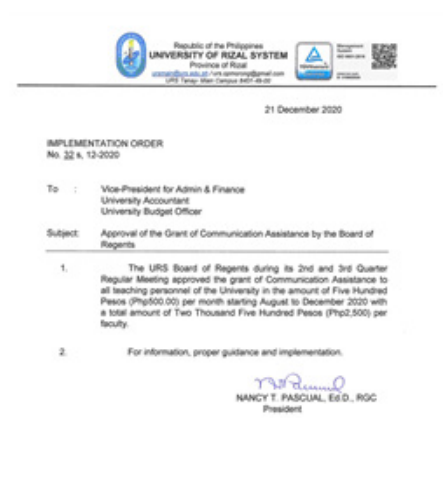 Republic of the Philippines
UNIVERSITY OF RIZAL SYSTEM
Province of Rizal
URS Tanay Main Campus
21 December 2020
IMPLEMENTATION ORDER
No. 32 s, 12-2020
To : Vice-President for Admin & Finance
University Accountant
University Budget Officer
Subject: Approval of the Grant of Communication Assistance by the Board of
Regents
1. The URS Board of Regents during its 2nd and 3rd Quarter
Regular Meeting approved the grant of Communication Assistance to
all teaching personnel of the University in the amount of Five Hundred
Pesos (Php500.00) per month starting August to December 2020 with
a total amount of Two Thousand Five Hundred Pesos (Php2,500) per
faculty.
2. For information, proper guidance and implementation.
NANCY T. PASCUAL, Ed.D., RGC
President